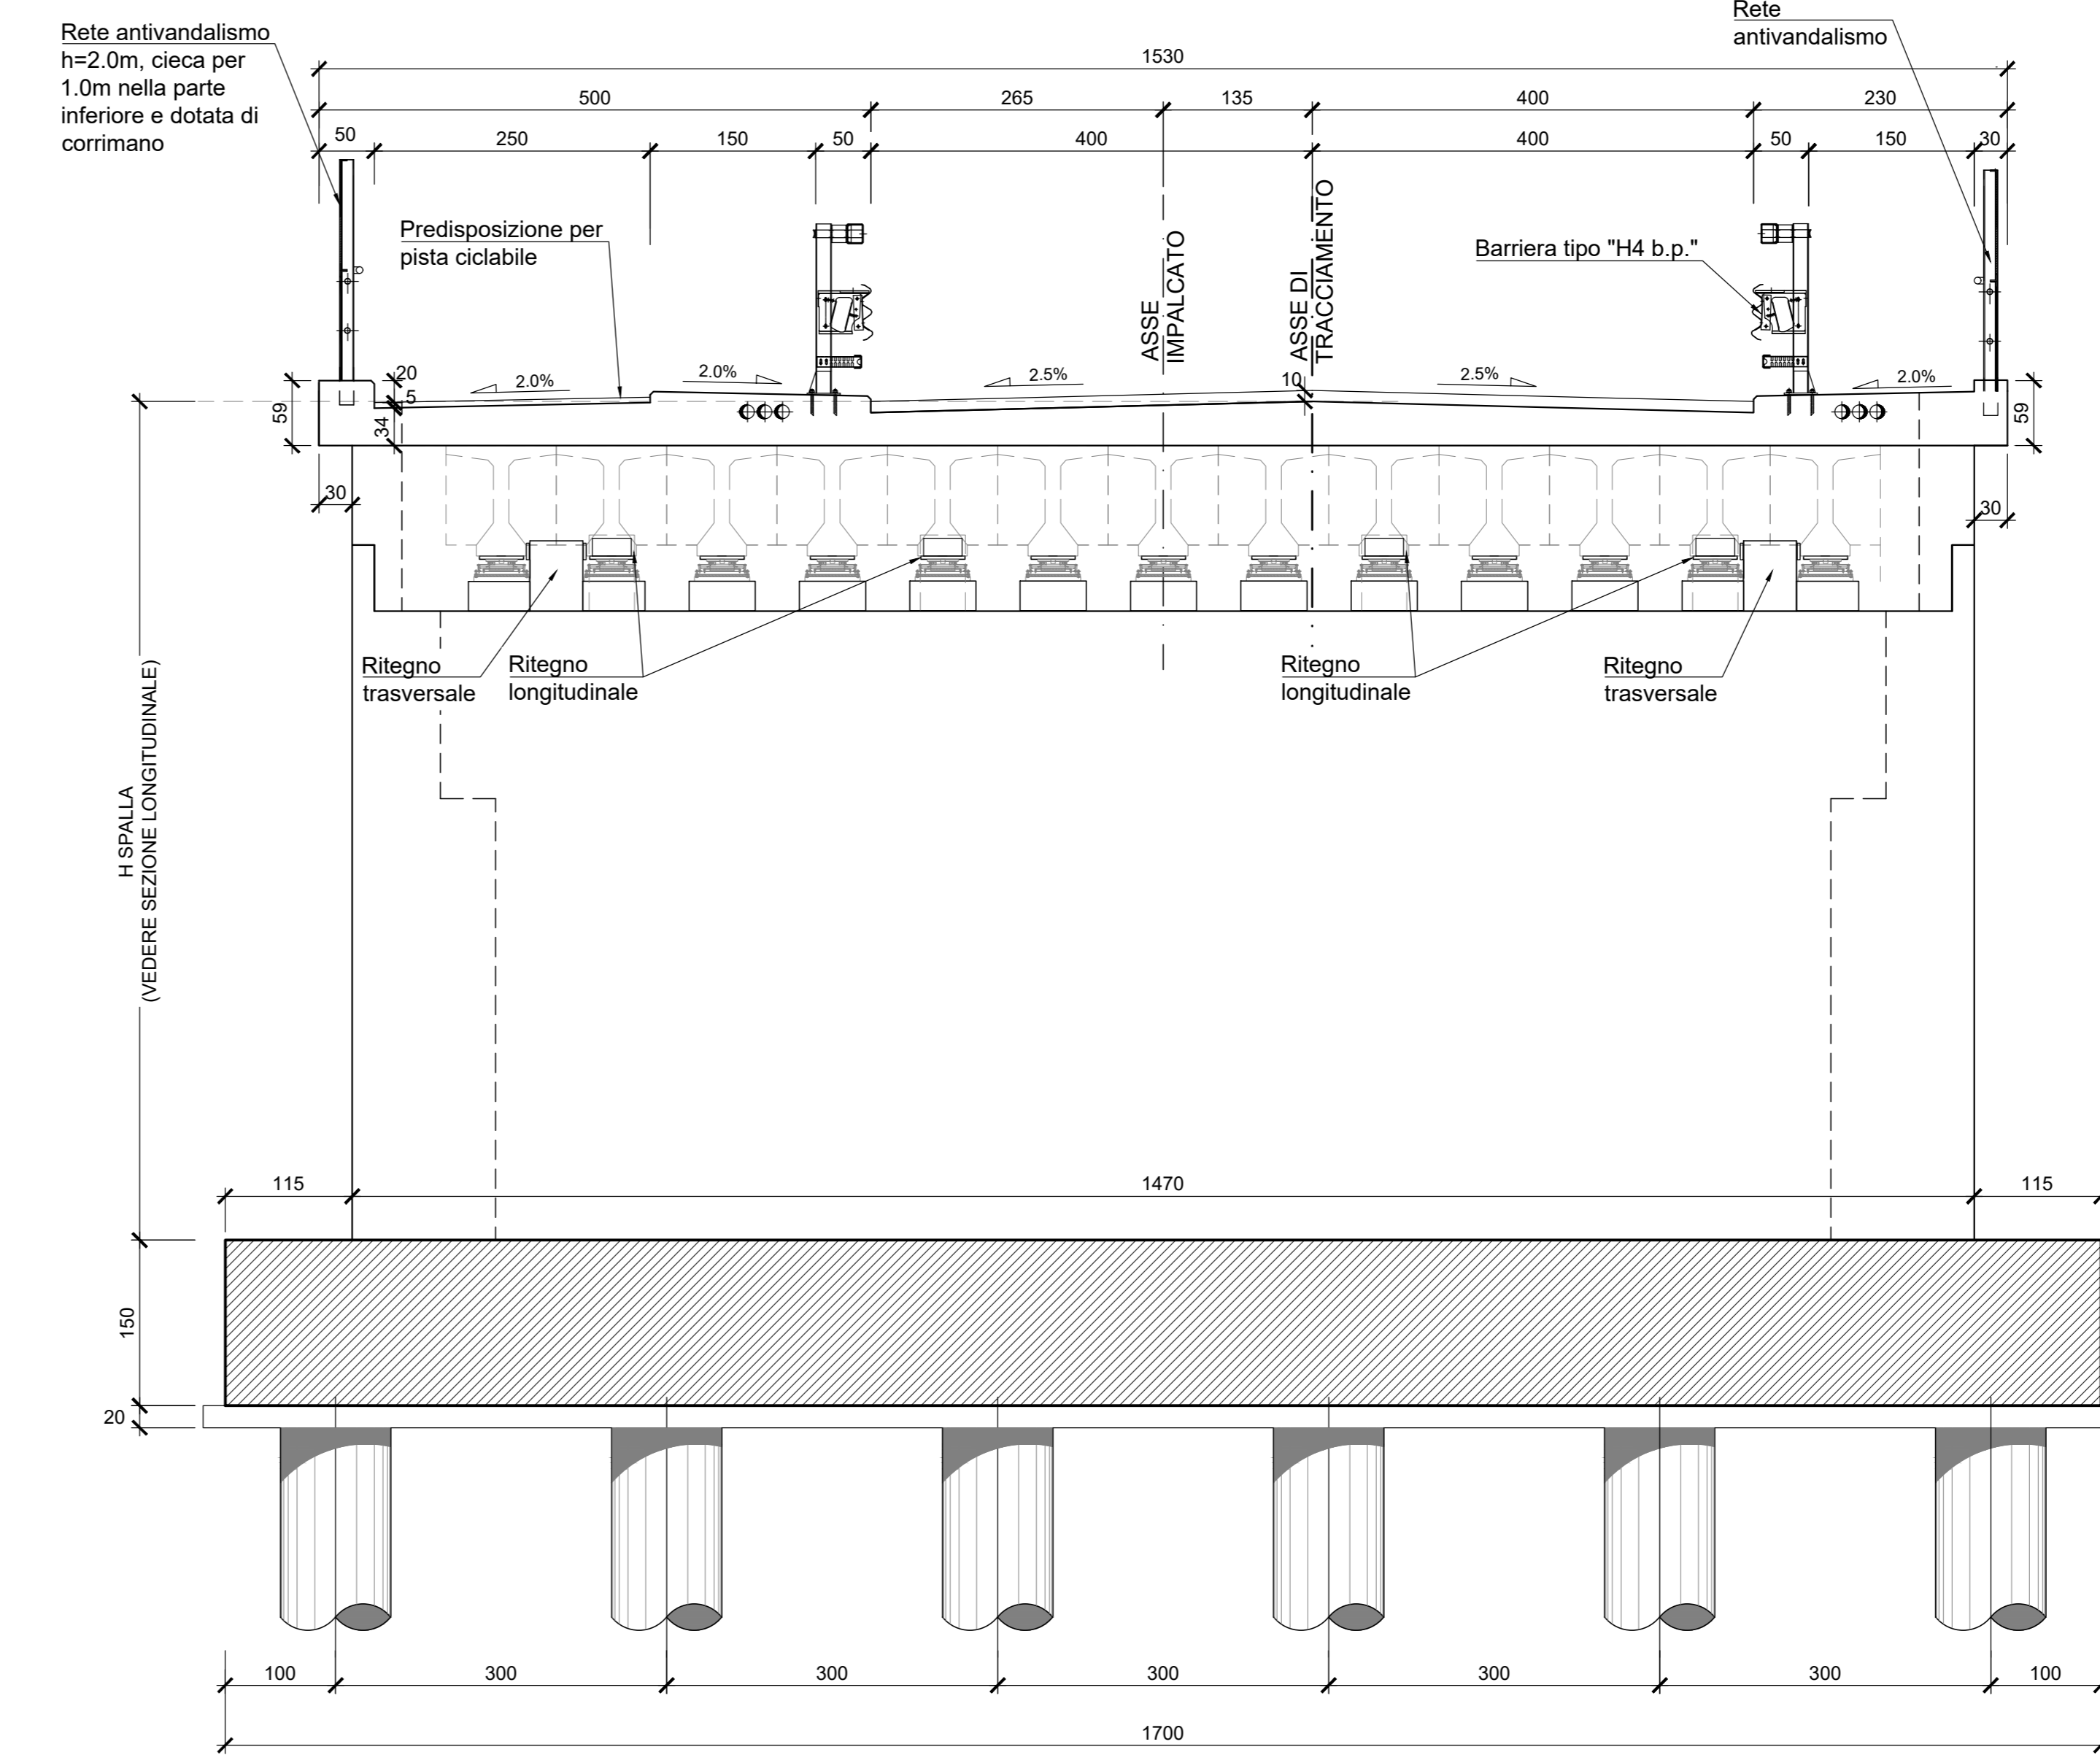 Rete antivandalismo
h=2.0m, cieca per
1.0m nella parte
inferiore e dotata di
corrimano
Rete
antivandalismo
1530
500
265
135
400
230
50
250
150
50
400
400
50
150
30
Predisposizione per
pista ciclabile
ASSE
IMPALCATO
ASSE DI
TRACCIAMENTO
Barriera tipo "H4 b.p."
20
5
34
59
2.0%
2.0%
2.5%
10
2.5%
2.0%
59
30
30
Ritegno
trasversale
Ritegno
longitudinale
Ritegno
longitudinale
Ritegno
trasversale
H SPALLA
(VEDERE SEZIONE LONGITUDINALE)
115
1470
115
150
20
100
300
300
300
300
300
100
1700